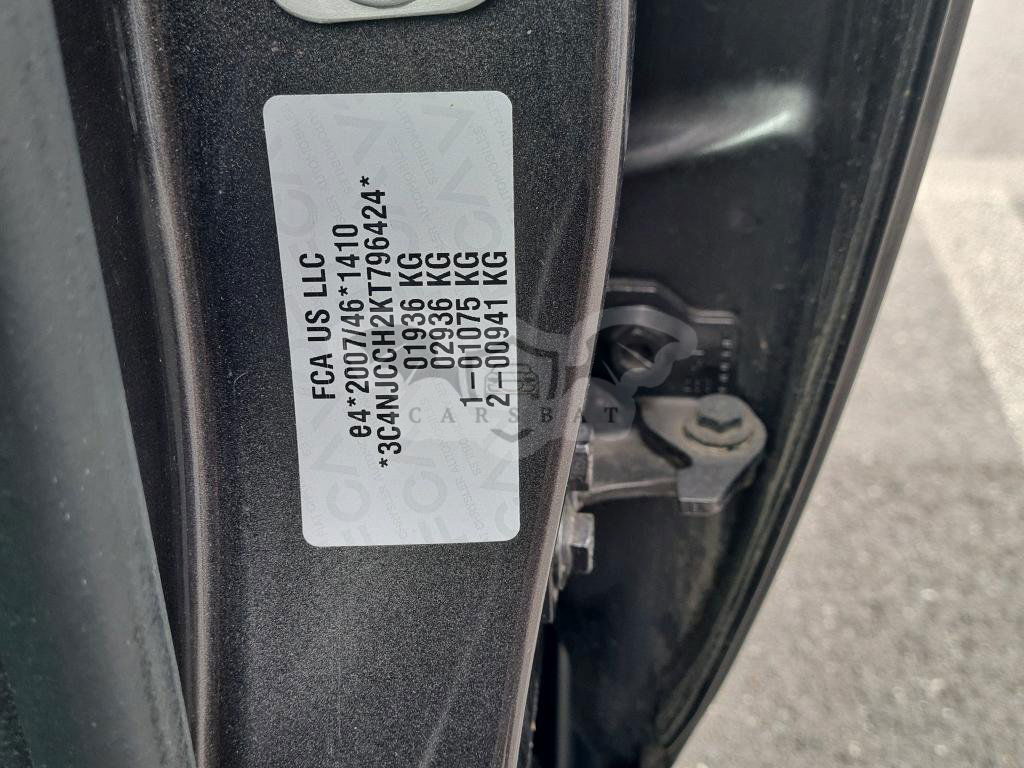 FCA US LLC
e4*2007/46*1410
*3C4NJCCH2KT796424*
01936 KG
02936 KG
1-01075 KG
2-00941 KG
CARSBAT